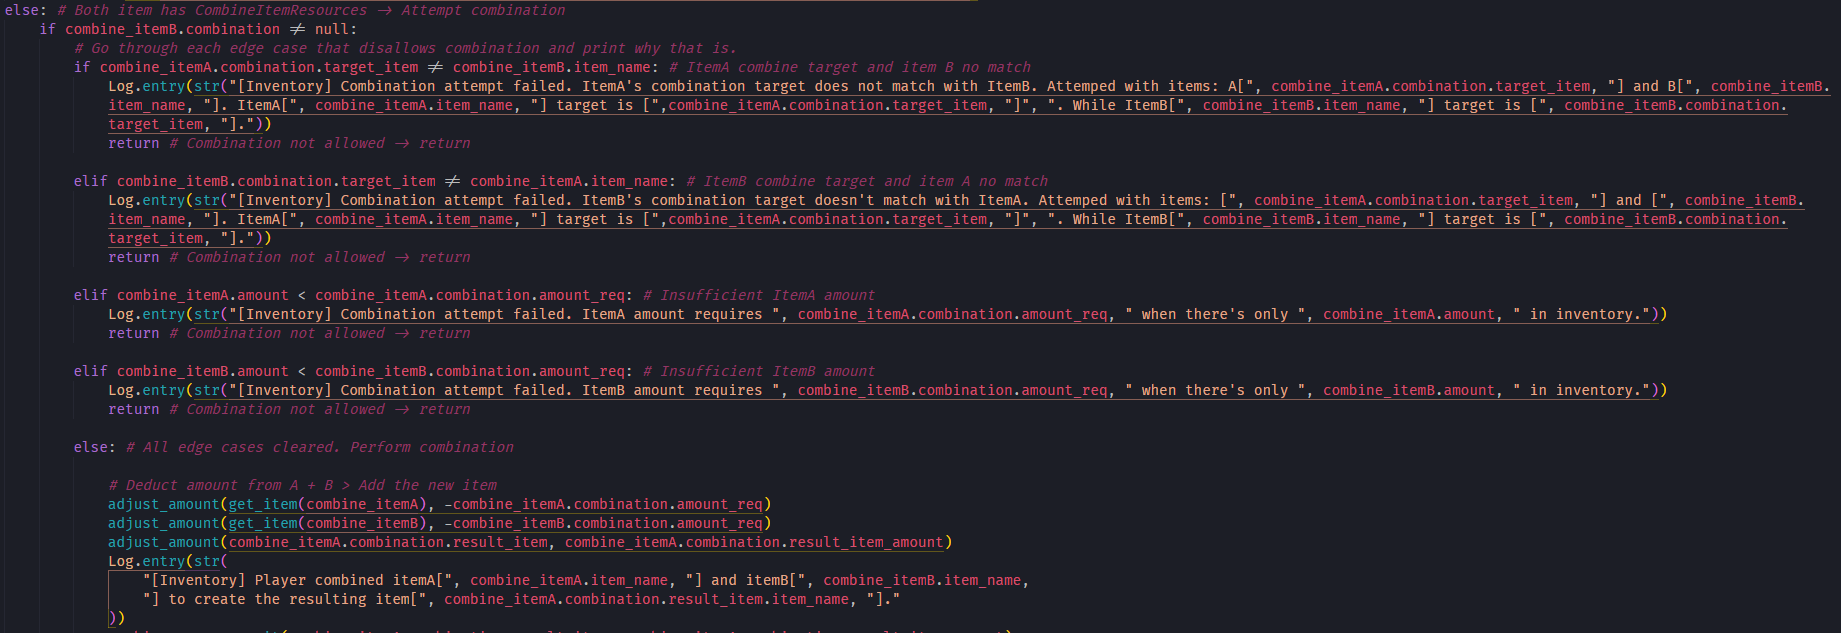 else: # Both item has CombineItemResources -> Attempt combination
if combine_itemB.combination != null:
# Go through each edge case that disallows combination and print why that is.
if combine_itemA.combination.target_item != combine_itemB.item_name: # ItemA combine target and item B no match
Log.entry(str("[Inventory] Combination attempt failed. ItemA's combination target does not match with ItemB. Attemped with items: A[", combine_itemA.combination.target_item, "] and B[", combine_itemB.
item_name, "]. ItemA[", combine_itemA.item_name, "] target is [",combine_itemA.combination.target_item, "]", ". While ItemB[", combine_itemB.item_name, "] target is [", combine_itemB.combination.
target_item, "]."))
return # Combination not allowed -> return
elif combine_itemB.combination.target_item != combine_itemA.item_name: # ItemB combine target and item A no match
Log.entry(str("[Inventory] Combination attempt failed. ItemB's combination target doesn't match with ItemA. Attemped with items: [", combine_itemA.combination.target_item, "] and [", combine_itemB.
item_name, "]. ItemA[", combine_itemA.item_name, "] target is [",combine_itemA.combination.target_item, "]", ". While ItemB[", combine_itemB.item_name, "] target is [", combine_itemB.combination.
target_item, "]."))
return # Combination not allowed -> return
elif combine_itemA.amount < combine_itemA.combination.amount_req: # Insufficient ItemA amount
Log.entry(str("[Inventory] Combination attempt failed. ItemA amount requires ", combine_itemA.combination.amount_req, " when there's only ", combine_itemA.amount, " in inventory."))
return # Combination not allowed -> return
elif combine_itemB.amount < combine_itemB.combination.amount_req: # Insufficient ItemB amount
Log.entry(str("[Inventory] Combination attempt failed. ItemB amount requires ", combine_itemB.combination.amount_req, " when there's only ", combine_itemB.amount, " in inventory."))
return # Combination not allowed -> return
else: # All edge cases cleared. Perform combination
# Deduct amount from A + B > Add the new item
adjust_amount(get_item(combine_itemA), -combine_itemA.combination.amount_req)
adjust_amount(get_item(combine_itemB), -combine_itemB.combination.amount_req)
adjust_amount(combine_itemA.combination.result_item, combine_itemA.combination.result_item_amount)
Log.entry(str(
"[Inventory] Player combined itemA[", combine_itemA.item_name, "] and itemB[", combine_itemB.item_name,
"] to create the resulting item[", combine_itemA.combination.result_item.item_name, "]."
))